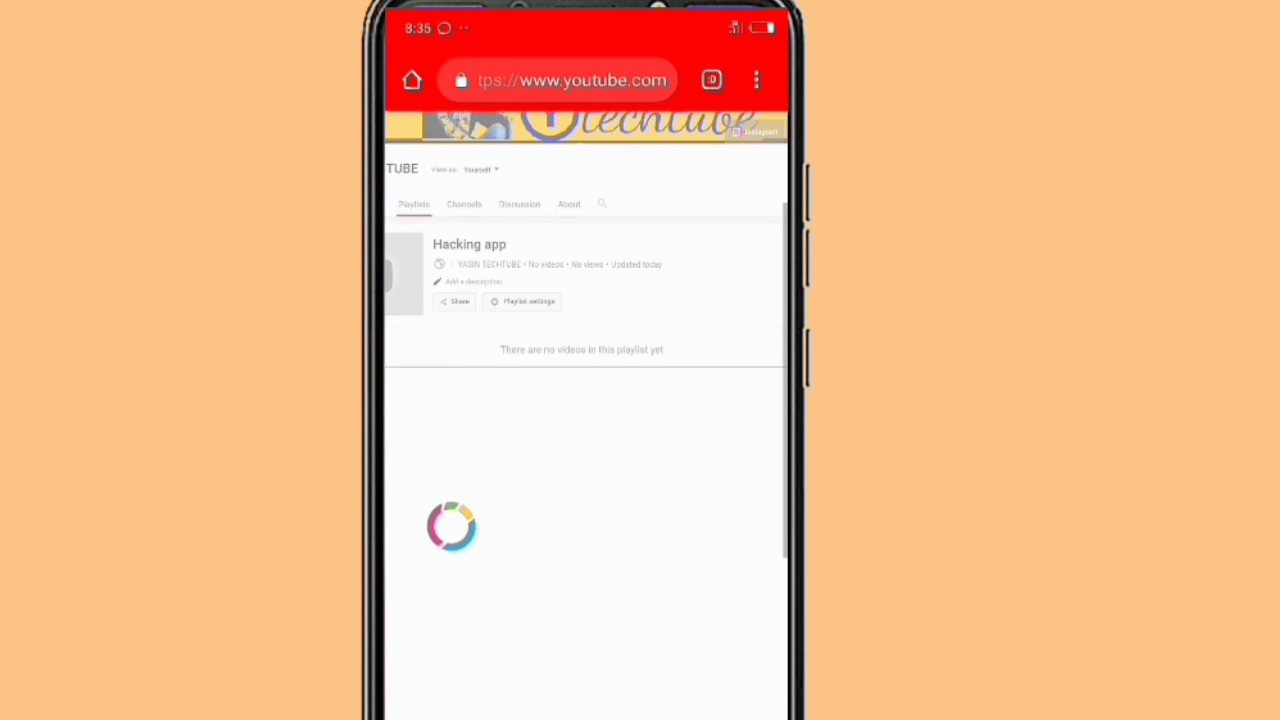 8:35
tps://www.youtube.com
:D
techtube
Instagram
TUBE View as: Yourself
Playlists Channels Discussion About
Hacking app
YASIN TECHTUBE • No videos • No views • Updated today
Add a description
Share Playlist settings
There are no videos in this playlist yet